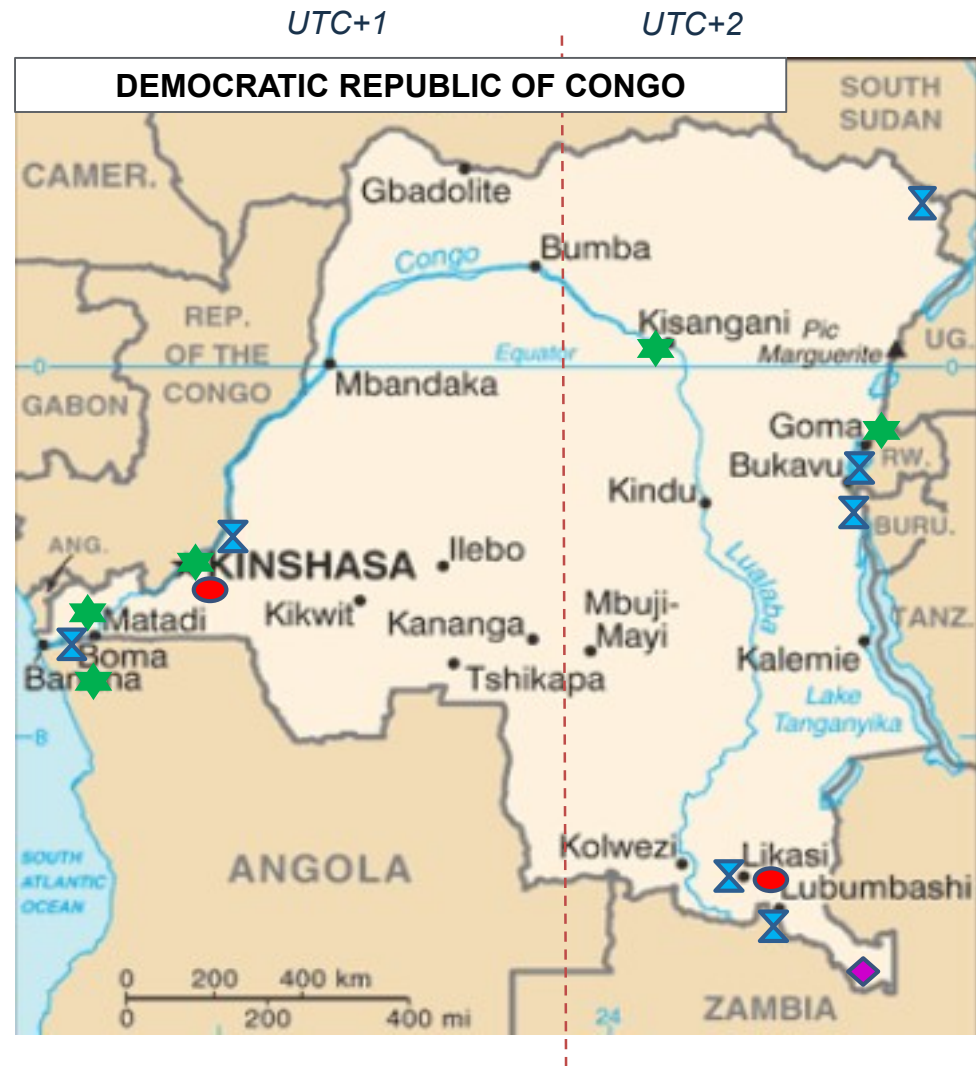 UTC+1
UTC+2
DEMOCRATIC REPUBLIC OF CONGO
SOUTH
SUDAN
CAMER.
Gbadolite
Congo
Bumba
REP.
OF THE
CONGO
Kisangani
Pic
Marguerite
UG.
Equator
0
0
Mbandaka
GABON
Goma
RW.
Bukavu
Kindu
BURU.
ANG.
KINSHASA
Ilebo
Lualaba
Kikwit
Kananga
Mbuji-
Mayi
TANZ.
Matadi
Boma
Kalemie
Tshikapa
Lake
Tanganyika
8
Kolwezi
Likasi
Lubumbashi
SOUTH
ATLANTIC
OCEAN
ANGOLA
0 200 400 km
0 200 400 mi
24
ZAMBIA